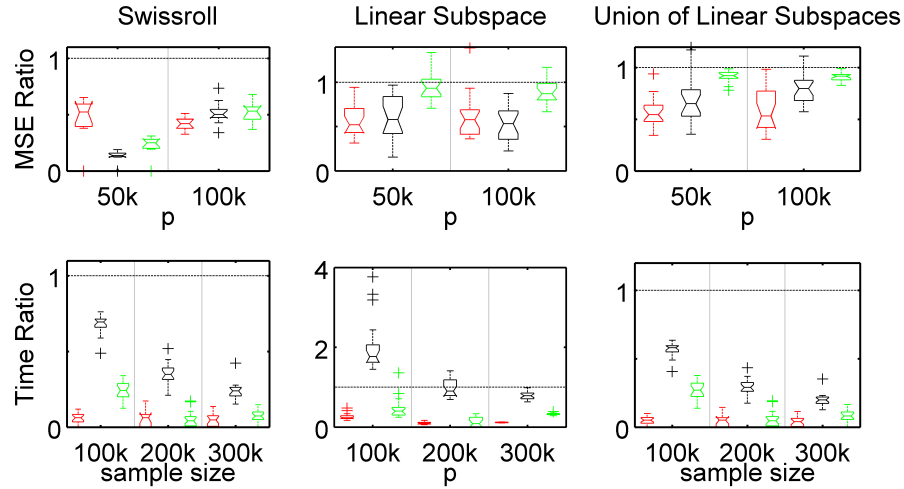 Swissroll Linear Subspace Union of Linear Subspaces
MSE Ratio
1
0
50k 100k
p
1
0
50k 100k
p
1
0
50k 100k
p
Time Ratio
1
0
100k 200k 300k
sample size
4
2
0
100k 200k 300k
p
1
0
100k 200k 300k
sample size